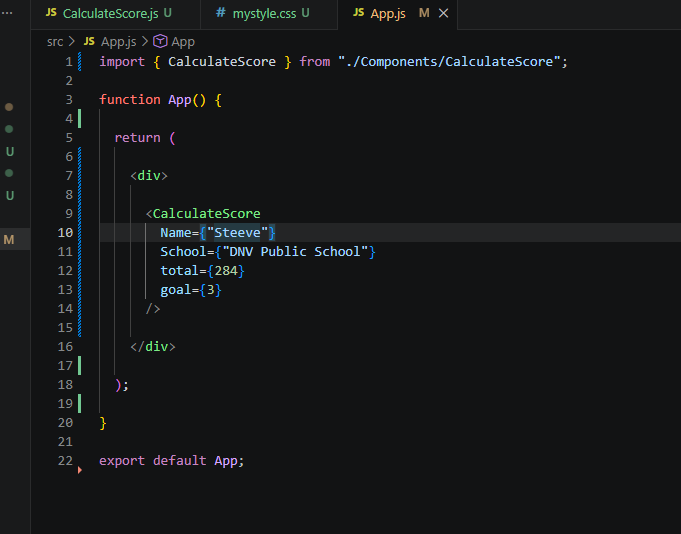 ... JS CalculateScore.js U # mystyle.css U JS App.js M ×
src > JS App.js > App
1 import { CalculateScore } from "./Components/CalculateScore";
2
3 function App() {
4
5 return (
6
U 7 <div>
8
U 9 <CalculateScore
10 Name={"Steeve"}
11 School={"DNV Public School"}
M 12 total={284}
13 goal={3}
14 />
15
16 </div>
17
18 );
19
20 }
21
22 export default App;